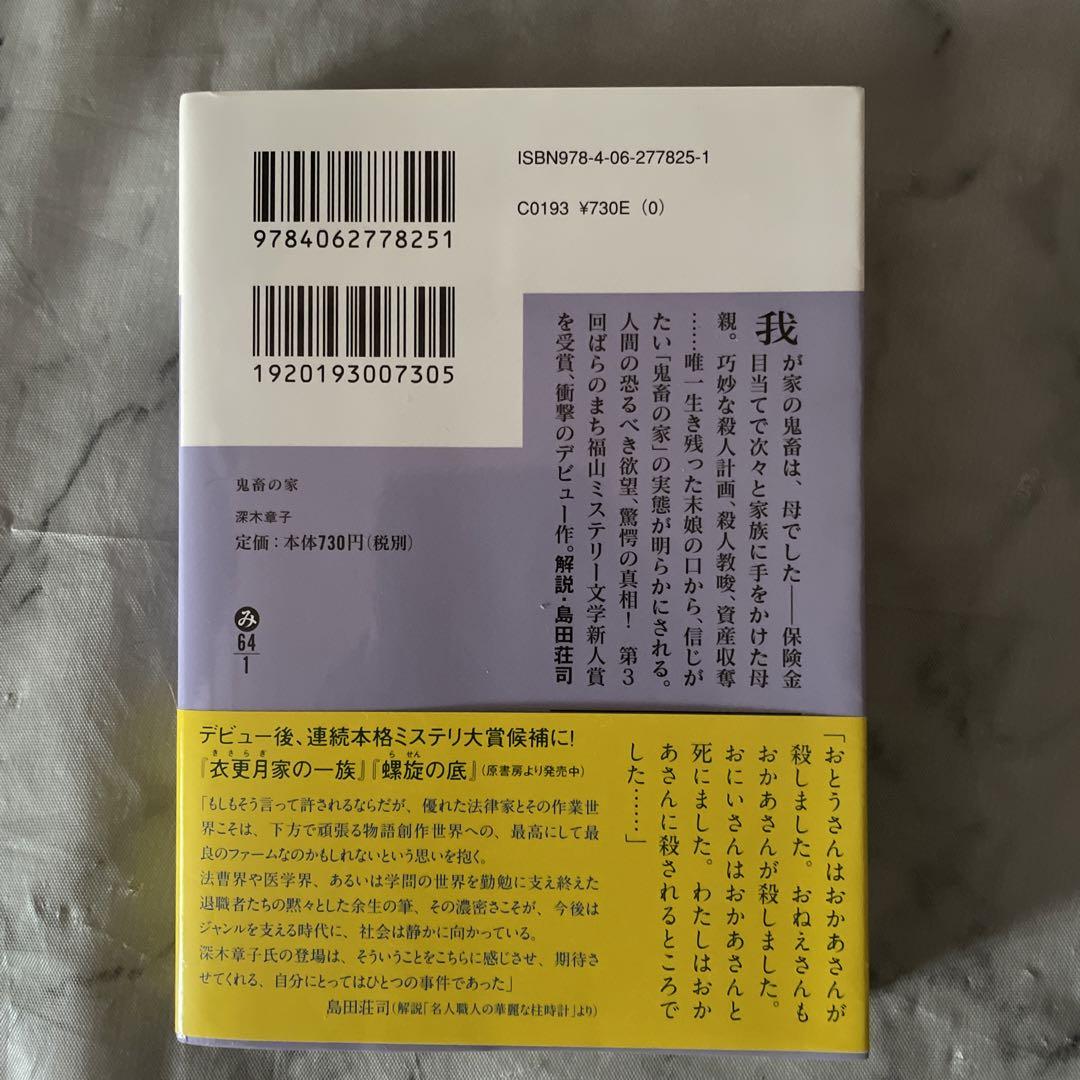 9784062778251
1920193007305
ISBN978-4-06-277825-1
C0193 ¥730E (0)
我が家の鬼畜は、母でした――保険金
目当てで次々と家族に手をかけた母
親。巧妙な殺人計画、殺人教唆、資産収奪
……唯一生き残った末娘の口から、信じが
たい「鬼畜の家」の実態が明らかにされる。
人間の恐るべき欲望、驚愕の真相！ 第3
回ばらのまち福山ミステリー文学新人賞
を受賞、衝撃のデビュー作。解説・島田荘司
鬼畜の家
深木章子
定価：本体730円(税別)
み
64
1
デビュー後、連続本格ミステリ大賞候補に!
きさらぎ らせん
『衣更月家の一族』『螺旋の底』(原書房より発売中)
「もしもそう言って許されるならだが、優れた法律家とその作業世
界こそは、下方で頑張る物語創作世界への、最高にして最
良のファームなのかもしれないという思いを抱く。
法曹界や医学界、あるいは学問の世界を勤勉に支え終えた
退職者たちの黙々とした余生の筆、その濃密さこそが、今後は
ジャンルを支える時代に、社会は静かに向かっている。
深木章子氏の登場は、そういうことをこちらに感じさせ、期待さ
せてくれる、自分にとってはひとつの事件であった」
島田荘司(解説「名人職人の華麗な柱時計」より)
「おとうさんはおかあさんが
殺しました。おねえさんも
おかあさんが殺しました。
おにいさんはおかあさんと
死にました。わたしはおか
あさんに殺されるところで
した……」